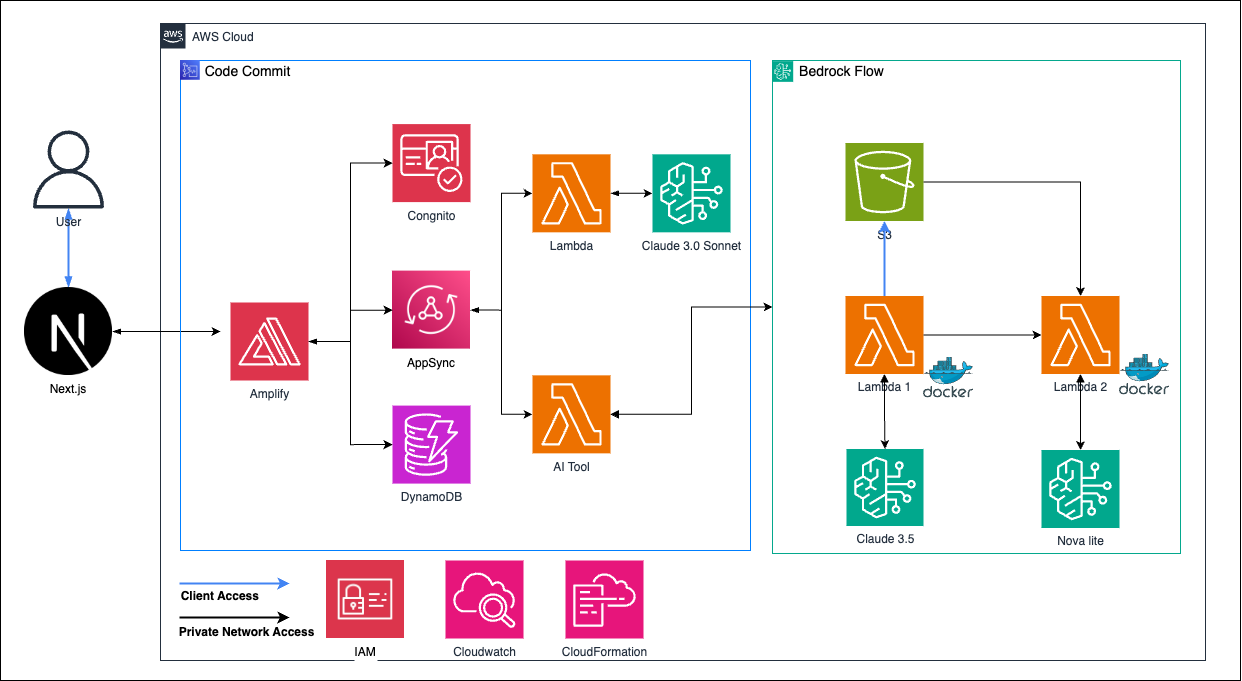 aws
AWS Cloud
Code Commit
Bedrock Flow
User
Next.js
N
Amplify
Congnito
AppSync
DynamoDB
Lambda
Claude 3.0 Sonnet
AI Tool
S3
Lambda 1
docker
Lambda 2
docker
Claude 3.5
Nova lite
Client Access
Private Network Access
IAM
Cloudwatch
CloudFormation